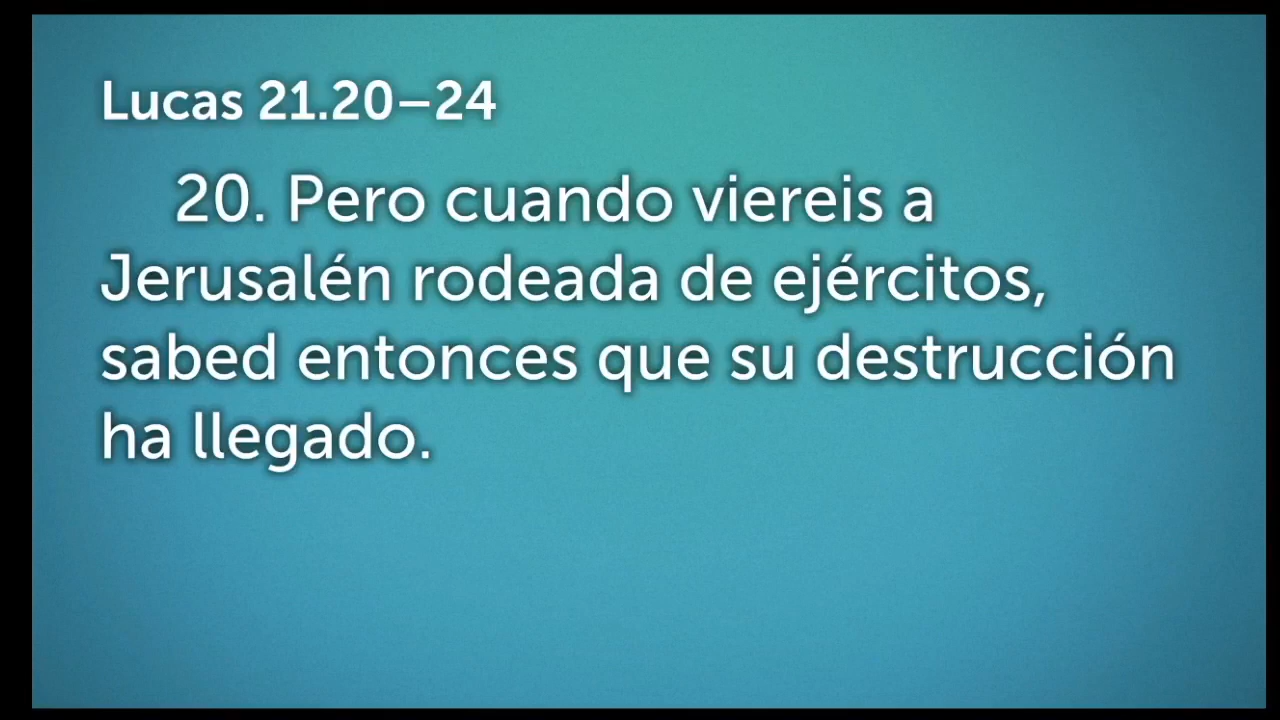 Lucas 21.20–24
20. Pero cuando viereis a
Jerusalén rodeada de ejércitos,
sabed entonces que su destrucción
ha llegado.